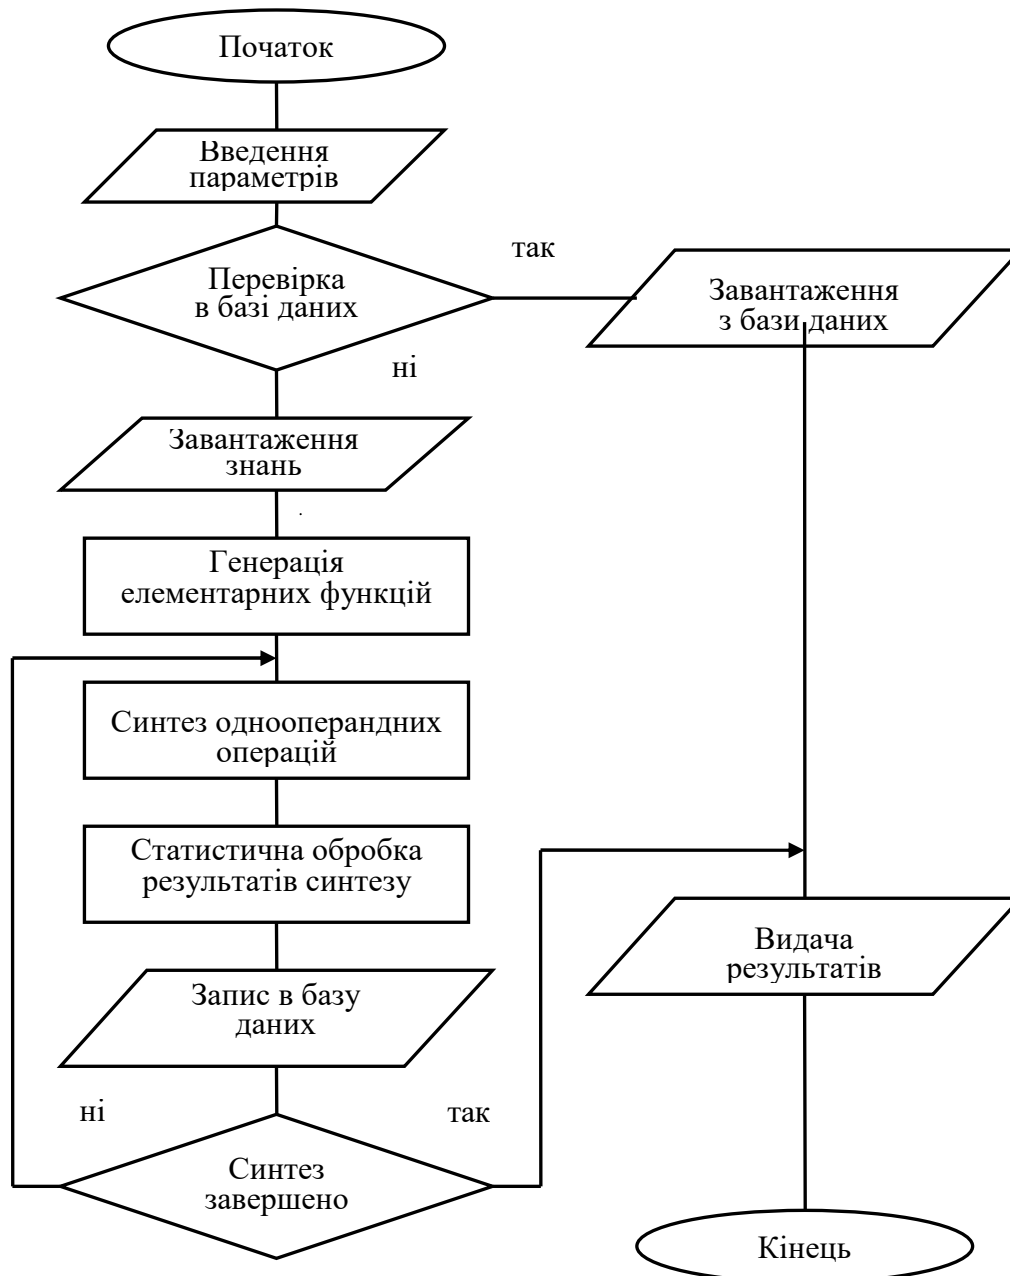 Початок
Введення
параметрів
так
Перевірка
в базі даних
Завантаження
з бази даних
ні
Завантаження
знань
Генерація
елементарних функцій
Синтез однооперандних
операцій
Статистична обробка
результатів синтезу
Видача
результатів
Запис в базу
даних
ні
так
Синтез
завершено
Кінець